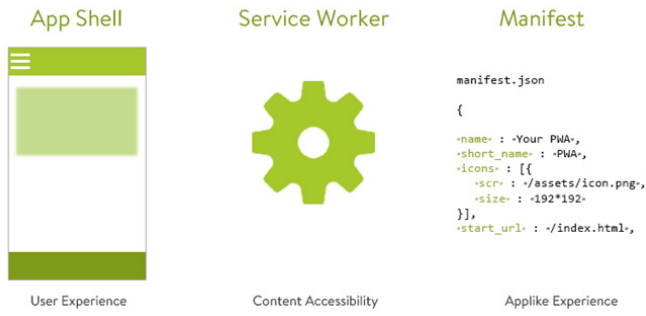 App Shell
Service Worker
Manifest
manifest.json
{
-name- : -Your PWA-,
-short_name- : -PWA-,
-icons- : [{
-scr- : -/assets/icon.png-,
-size- : -192*192-
}],
-start_url- : -/index.html-,
User Experience
Content Accessibility
Applike Experience